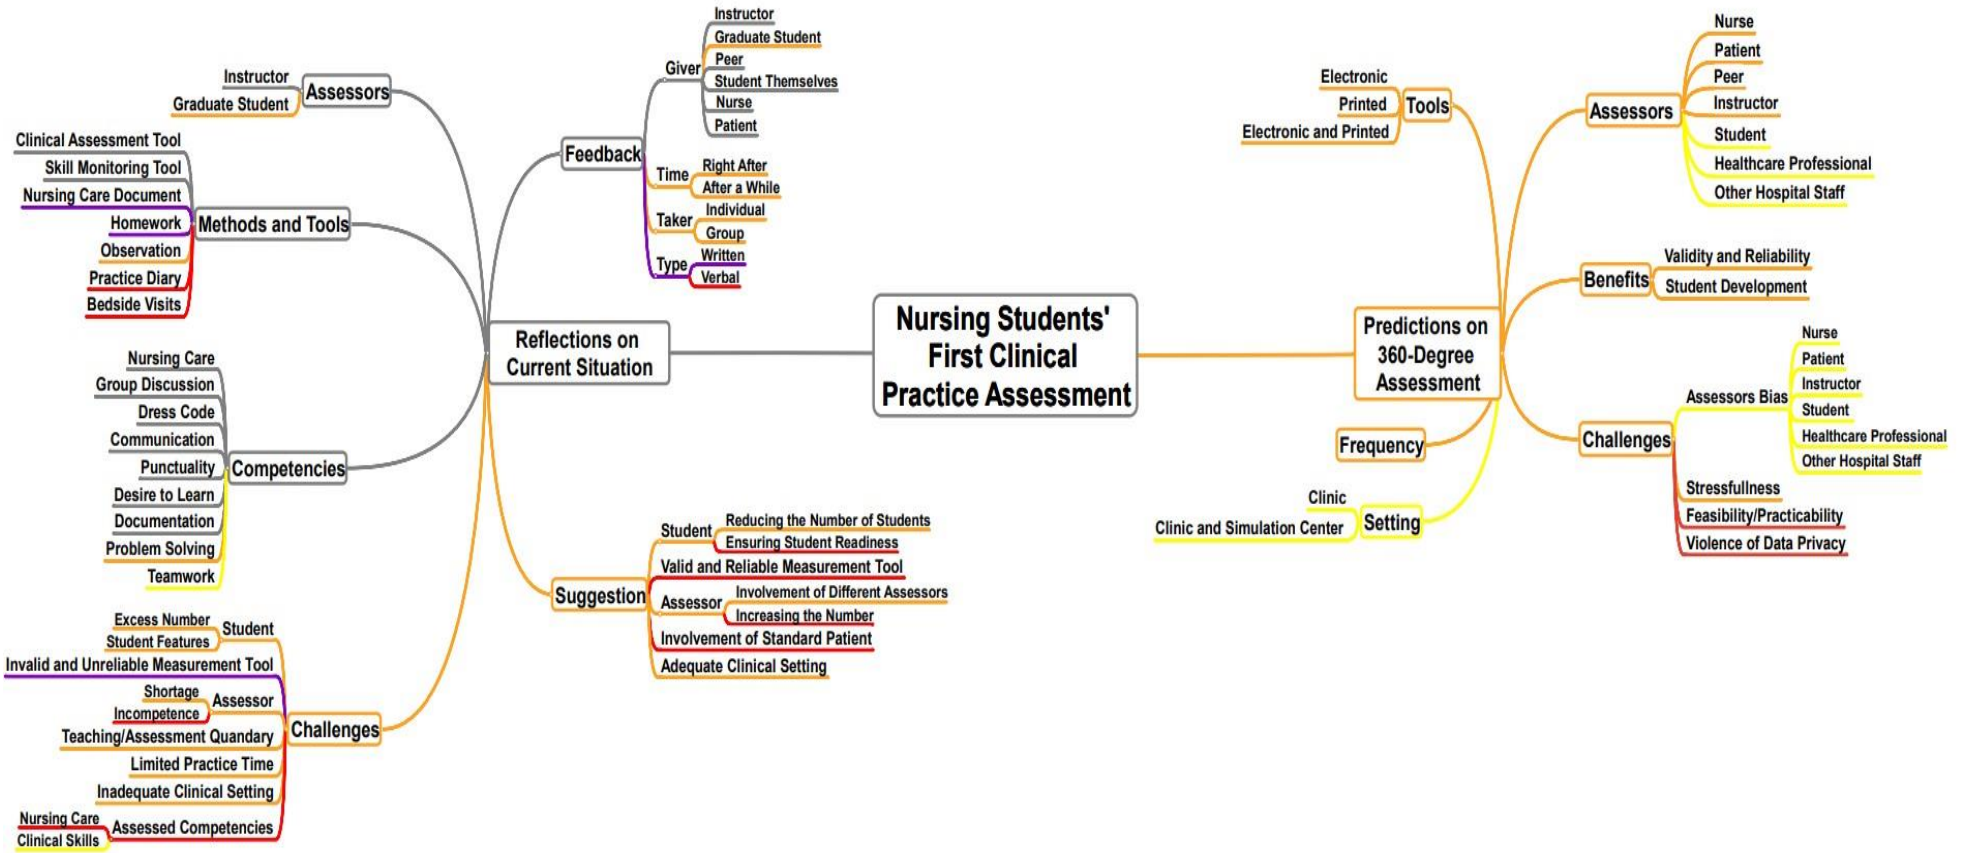 Nursing Students'
First Clinical
Practice Assessment
Reflections on
Current Situation
Assessors
Instructor
Graduate Student
Methods and Tools
Clinical Assessment Tool
Skill Monitoring Tool
Nursing Care Document
Homework
Observation
Practice Diary
Bedside Visits
Competencies
Nursing Care
Group Discussion
Dress Code
Communication
Punctuality
Desire to Learn
Documentation
Problem Solving
Teamwork
Challenges
Student
Excess Number
Student Features
Invalid and Unreliable Measurement Tool
Assessor
Shortage
Incompetence
Teaching/Assessment Quandary
Limited Practice Time
Inadequate Clinical Setting
Assessed Competencies
Nursing Care
Clinical Skills
Feedback
Giver
Instructor
Graduate Student
Peer
Student Themselves
Nurse
Patient
Time
Right After
After a While
Taker
Individual
Group
Type
Written
Verbal
Suggestion
Student
Reducing the Number of Students
Ensuring Student Readiness
Valid and Reliable Measurement Tool
Assessor
Involvement of Different Assessors
Increasing the Number
Involvement of Standard Patient
Adequate Clinical Setting
Predictions on
360-Degree
Assessment
Tools
Electronic
Printed
Electronic and Printed
Frequency
Setting
Clinic
Clinic and Simulation Center
Assessors
Nurse
Patient
Peer
Instructor
Student
Healthcare Professional
Other Hospital Staff
Benefits
Validity and Reliability
Student Development
Challenges
Assessors Bias
Nurse
Patient
Instructor
Student
Healthcare Professional
Other Hospital Staff
Stressfullness
Feasibility/Practicability
Violence of Data Privacy